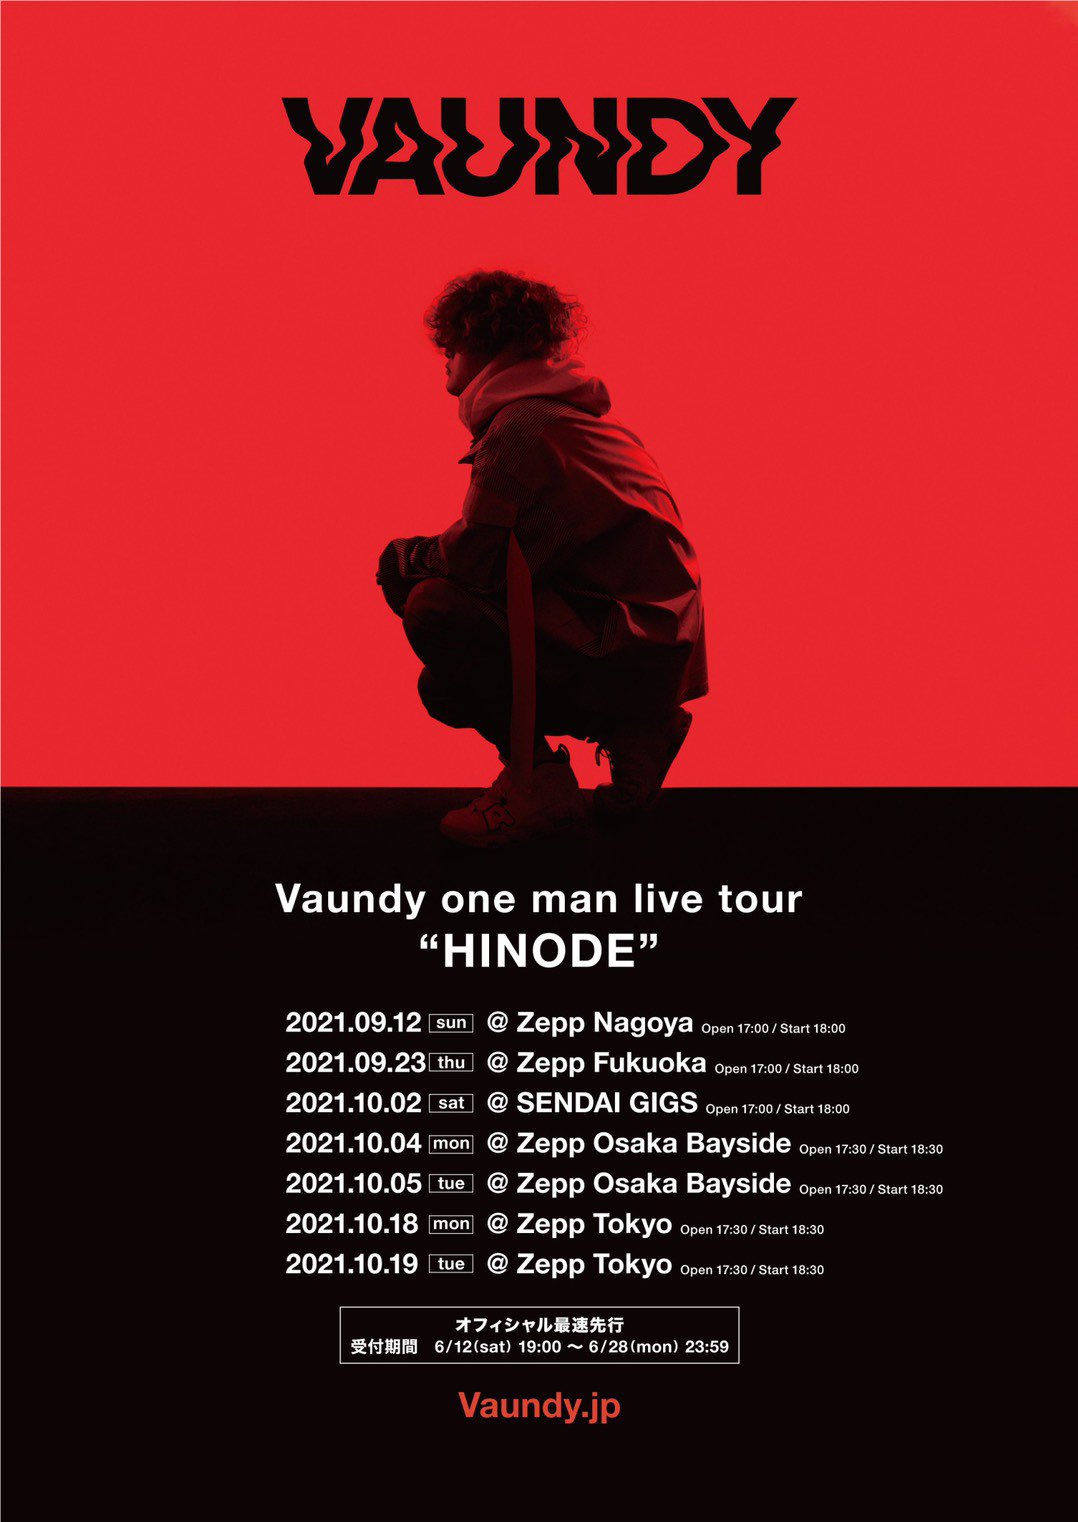 VAUNDY
Vaundy one man live tour
“HINODE”
2021.09.12 sun @ Zepp Nagoya Open 17:00 / Start 18:00
2021.09.23 thu @ Zepp Fukuoka Open 17:00 / Start 18:00
2021.10.02 sat @ SENDAI GIGS Open 17:00 / Start 18:00
2021.10.04 mon @ Zepp Osaka Bayside Open 17:30 / Start 18:30
2021.10.05 tue @ Zepp Osaka Bayside Open 17:30 / Start 18:30
2021.10.18 mon @ Zepp Tokyo Open 17:30 / Start 18:30
2021.10.19 tue @ Zepp Tokyo Open 17:30 / Start 18:30
オフィシャル最速先行
受付期間 6/12(sat) 19:00 〜 6/28(mon) 23:59
Vaundy.jp